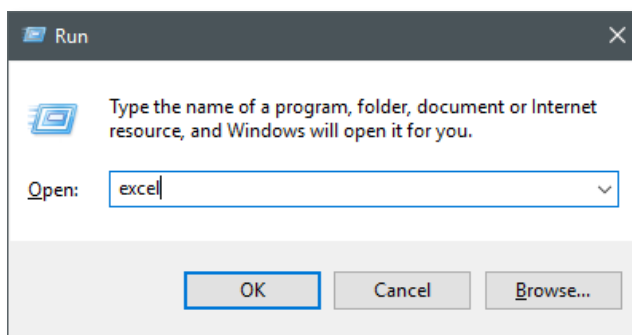 Run
Type the name of a program, folder, document or Internet
resource, and Windows will open it for you.
Open: excel
OK Cancel Browse...